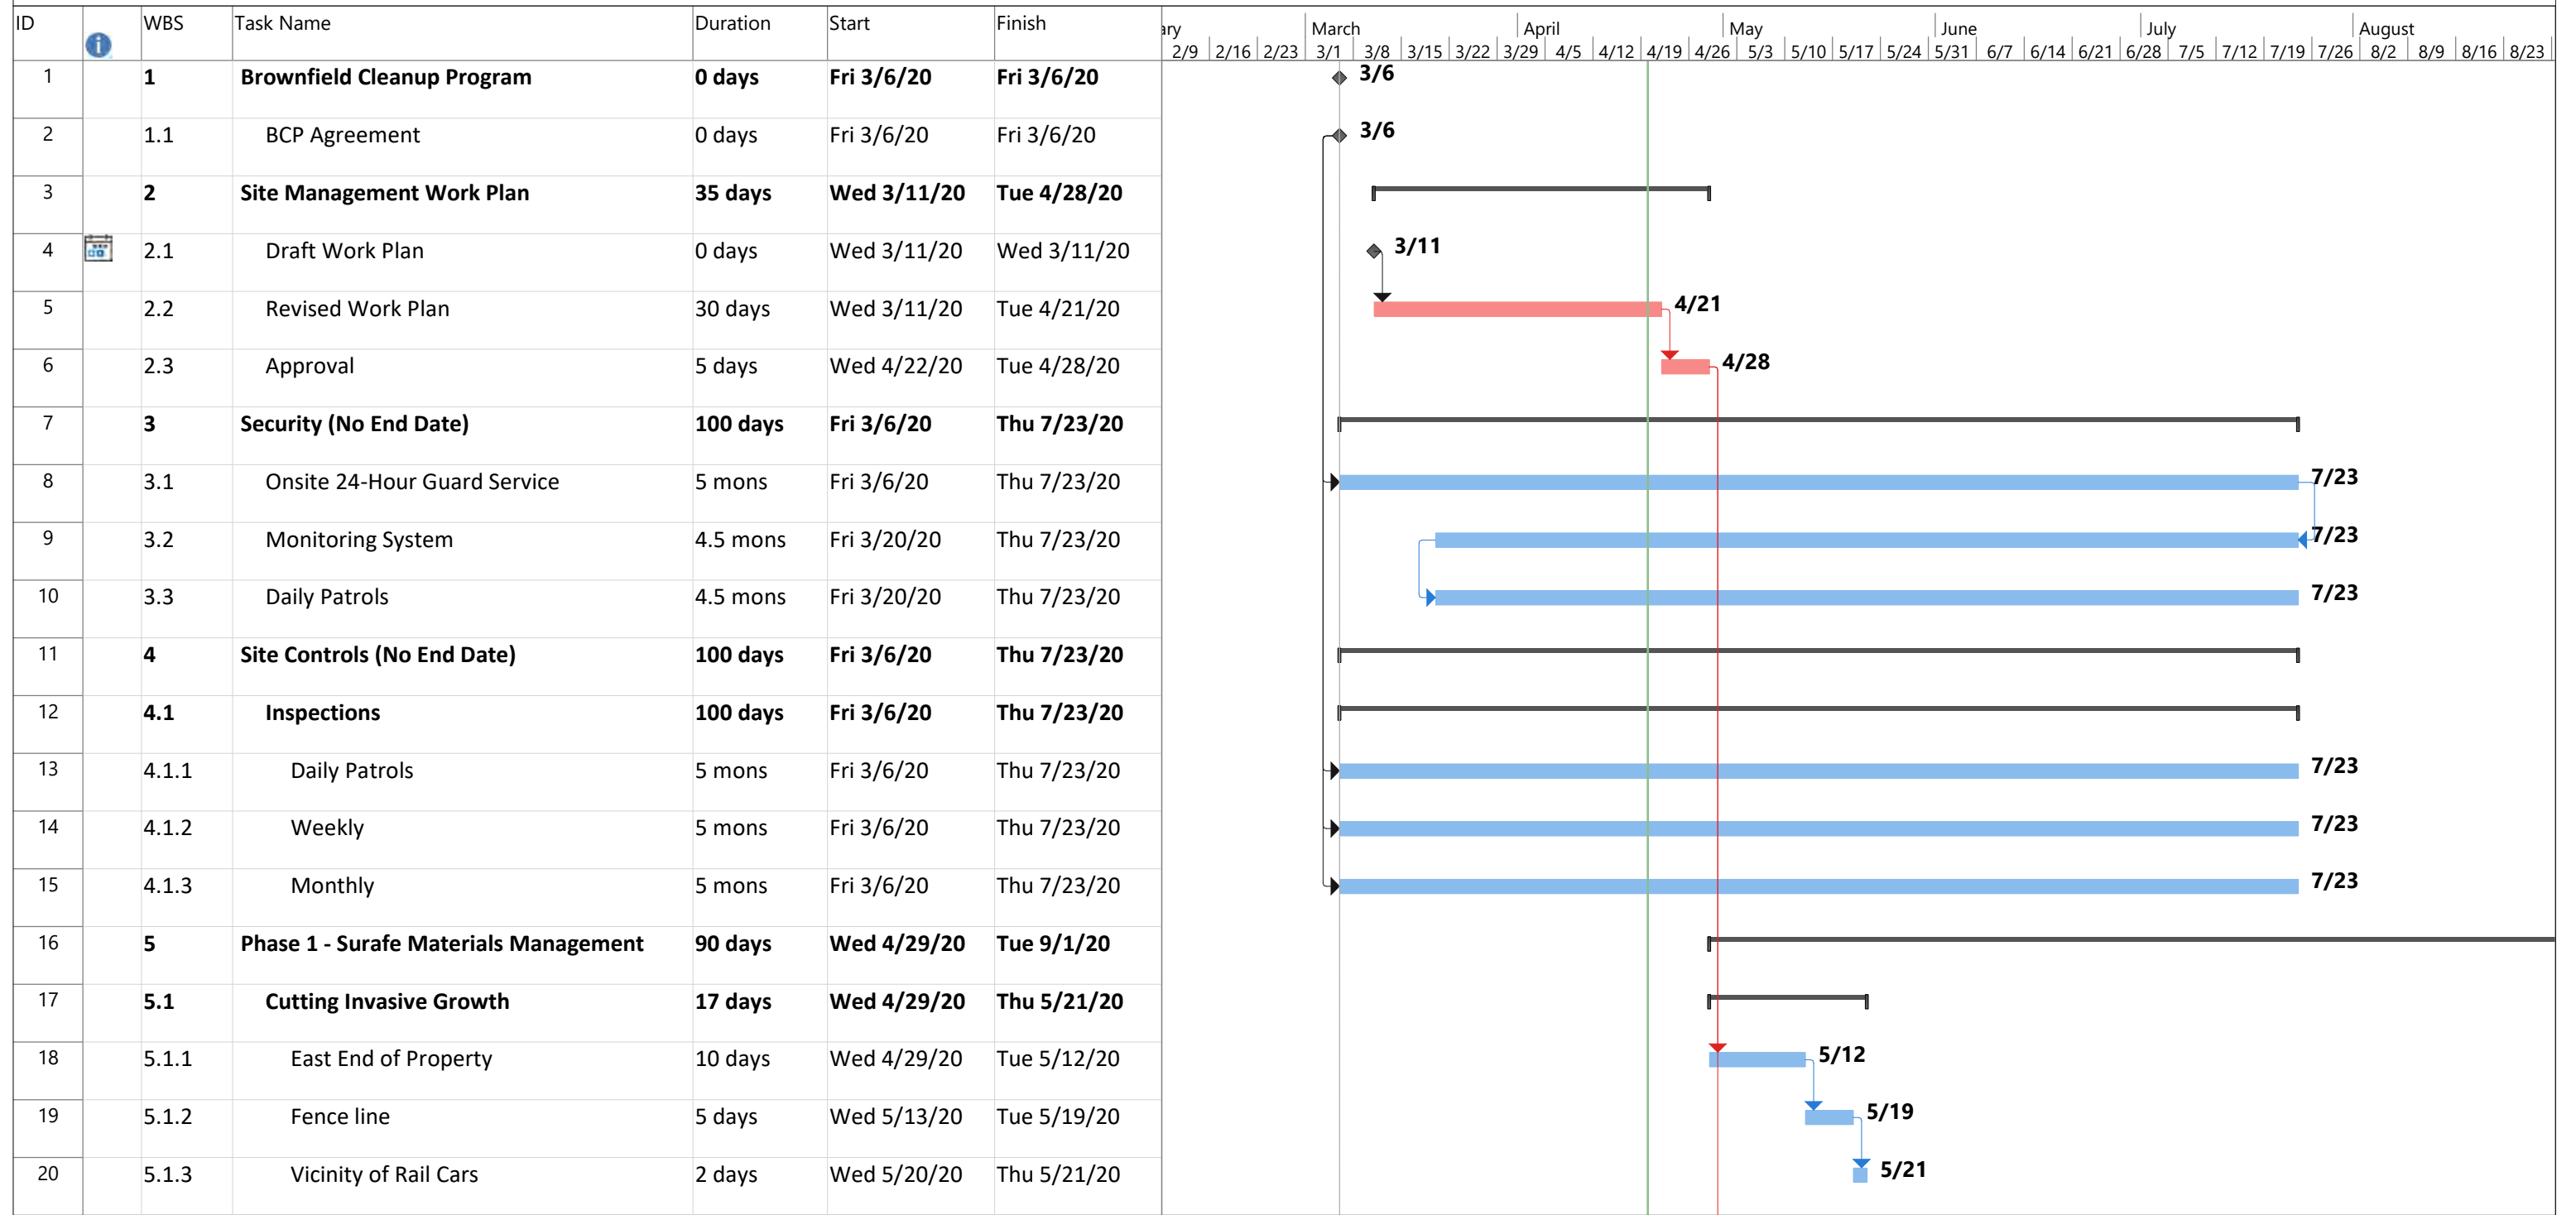 ID WBS Task Name Duration Start Finish
ary March April May June July August
2/9 2/16 2/23 3/1 3/8 3/15 3/22 3/29 4/5 4/12 4/19 4/26 5/3 5/10 5/17 5/24 5/31 6/7 6/14 6/21 6/28 7/5 7/12 7/19 7/26 8/2 8/9 8/16 8/23
1 1 Brownfield Cleanup Program 0 days Fri 3/6/20 Fri 3/6/20 3/6
2 1.1 BCP Agreement 0 days Fri 3/6/20 Fri 3/6/20 3/6
3 2 Site Management Work Plan 35 days Wed 3/11/20 Tue 4/28/20
4 2.1 Draft Work Plan 0 days Wed 3/11/20 Wed 3/11/20 3/11
5 2.2 Revised Work Plan 30 days Wed 3/11/20 Tue 4/21/20 4/21
6 2.3 Approval 5 days Wed 4/22/20 Tue 4/28/20 4/28
7 3 Security (No End Date) 100 days Fri 3/6/20 Thu 7/23/20
8 3.1 Onsite 24-Hour Guard Service 5 mons Fri 3/6/20 Thu 7/23/20 7/23
9 3.2 Monitoring System 4.5 mons Fri 3/20/20 Thu 7/23/20 7/23
10 3.3 Daily Patrols 4.5 mons Fri 3/20/20 Thu 7/23/20 7/23
11 4 Site Controls (No End Date) 100 days Fri 3/6/20 Thu 7/23/20
12 4.1 Inspections 100 days Fri 3/6/20 Thu 7/23/20
13 4.1.1 Daily Patrols 5 mons Fri 3/6/20 Thu 7/23/20 7/23
14 4.1.2 Weekly 5 mons Fri 3/6/20 Thu 7/23/20 7/23
15 4.1.3 Monthly 5 mons Fri 3/6/20 Thu 7/23/20 7/23
16 5 Phase 1 - Surafe Materials Management 90 days Wed 4/29/20 Tue 9/1/20
17 5.1 Cutting Invasive Growth 17 days Wed 4/29/20 Thu 5/21/20
18 5.1.1 East End of Property 10 days Wed 4/29/20 Tue 5/12/20 5/12
19 5.1.2 Fence line 5 days Wed 5/13/20 Tue 5/19/20 5/19
20 5.1.3 Vicinity of Rail Cars 2 days Wed 5/20/20 Thu 5/21/20 5/21